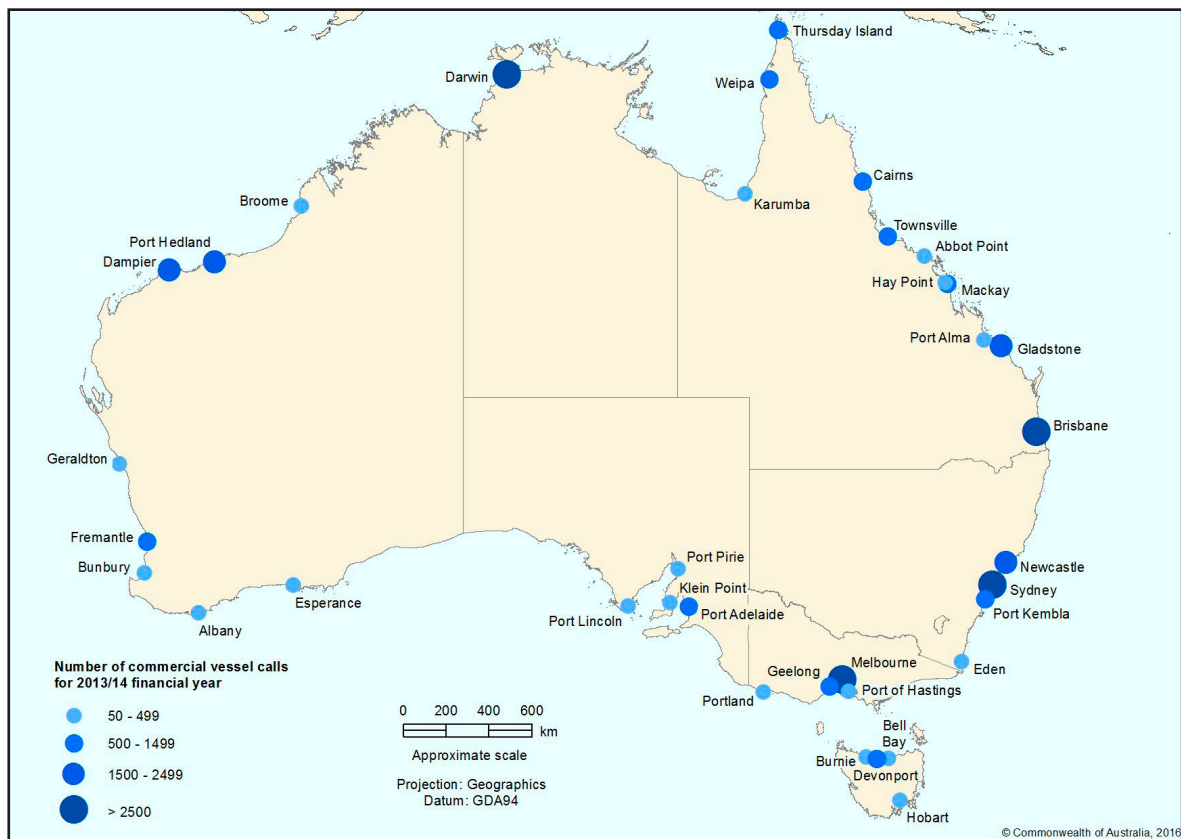 Thursday Island
Darwin
Weipa
Cairns
Broome
Karumba
Townsville
Port Hedland
Abbot Point
Dampier
Hay Point
Mackay
Port Alma
Gladstone
Brisbane
Geraldton
Fremantle
Port Pirie
Newcastle
Bunbury
Klein Point
Sydney
Esperance
Port Lincoln
Port Adelaide
Port Kembla
Albany
Melbourne
Geelong
Eden
Portland
Port of Hastings
Bell
Bay
Burnie
Devonport
Hobart
Number of commercial vessel calls
for 2013/14 financial year
50 - 499
500 - 1499
1500 - 2499
> 2500
0 200 400 600
km
Approximate scale
Projection: Geographics
Datum: GDA94
© Commonwealth of Australia, 2016